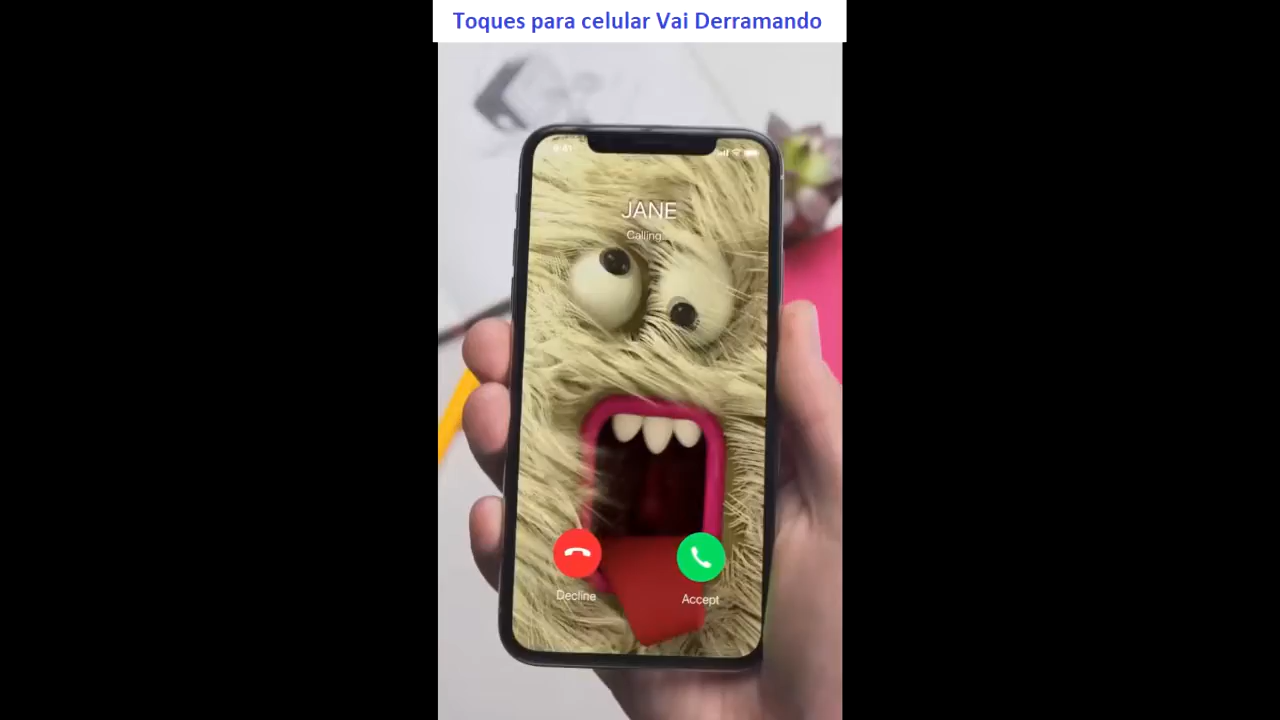 Toques para celular Vai Derramando
JANE
Calling...
Decline
Accept